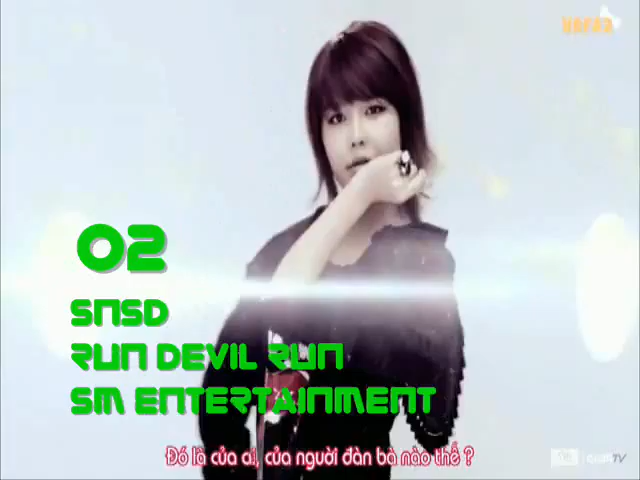 02
SNSD
RUN DEVIL RUN
SM ENTERTAINMENT
Đó là của ai, của người đàn bà nào thế ?